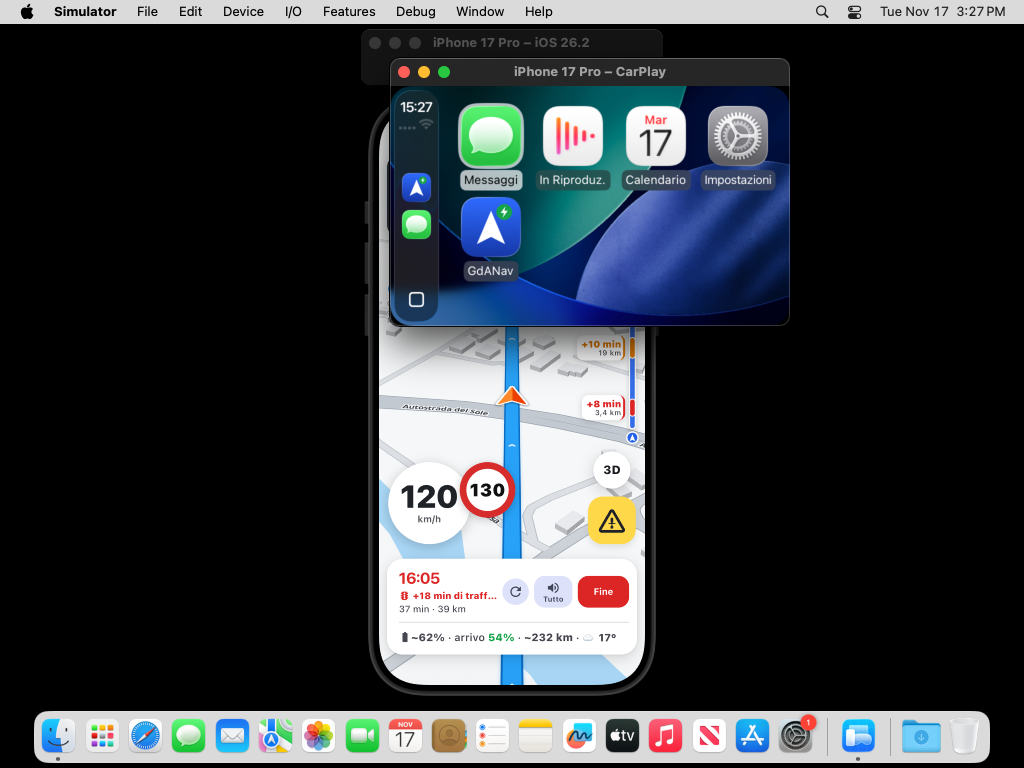 Simulator File Edit Device I/O Features Debug Window Help Tue Nov 17 3:27 PM
iPhone 17 Pro – iOS 26.2
iPhone 17 Pro – CarPlay
15:27
Mar
17
Messaggi In Riproduz. Calendario Impostazioni
GdANav
+10 min
19 km
+8 min
3,4 km
Autostrada del Sole
3D
120
km/h
130
16:05
+18 min di traff...
37 min · 39 km
Tutto
Fine
~62% · arrivo 54% · ~232 km · 17°
NOV
17
tv
1